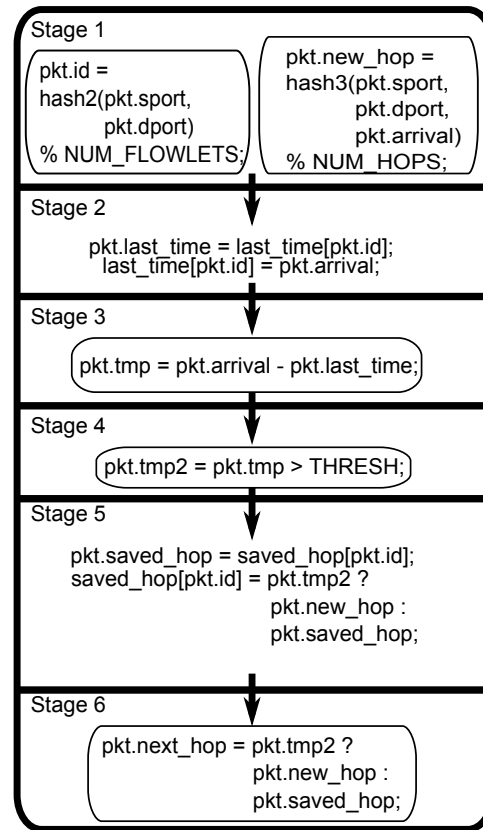 Stage 1
pkt.id =
hash2(pkt.sport,
pkt.dport)
% NUM_FLOWLETS;
pkt.new_hop =
hash3(pkt.sport,
pkt.dport,
pkt.arrival)
% NUM_HOPS;
Stage 2
pkt.last_time = last_time[pkt.id];
last_time[pkt.id] = pkt.arrival;
Stage 3
pkt.tmp = pkt.arrival - pkt.last_time;
Stage 4
pkt.tmp2 = pkt.tmp > THRESH;
Stage 5
pkt.saved_hop = saved_hop[pkt.id];
saved_hop[pkt.id] = pkt.tmp2 ?
pkt.new_hop :
pkt.saved_hop;
Stage 6
pkt.next_hop = pkt.tmp2 ?
pkt.new_hop :
pkt.saved_hop;